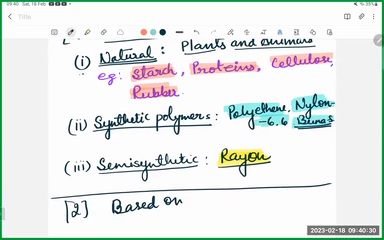 09:40 Sat, 18 Feb
35%
Title
(i) Natural : Plants and Animals
eg: Starch, Proteins, Cellulose,
Rubber.
(ii) Synthetic polymers : Polyethene, Nylon-
-6.6 Buna-S
(iii) Semisynthetic : Rayon
[2] Based on
2023-02-18 09:40:30